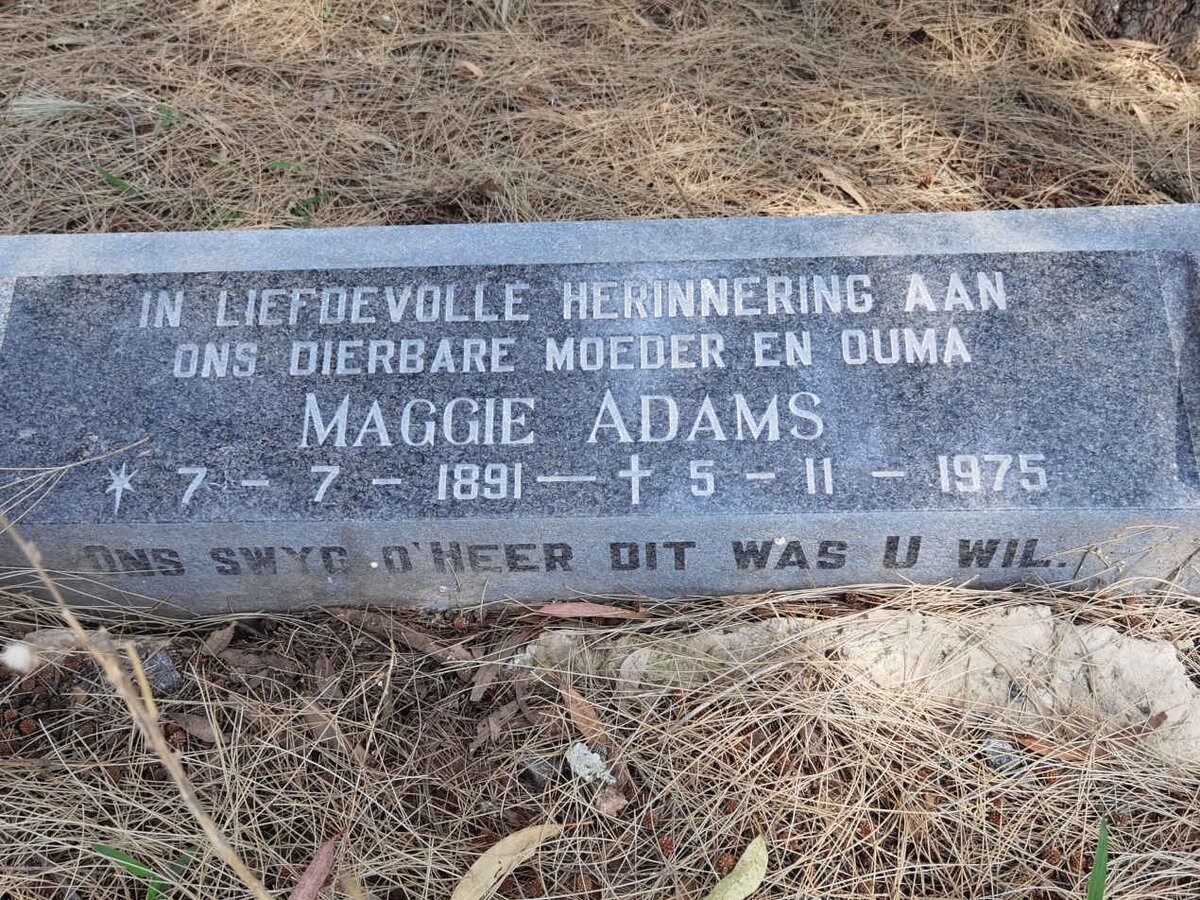 IN LIEFDEVOLLE HERINNERING AAN
ONS DIERBARE MOEDER EN OUMA
MAGGIE ADAMS
* 7 - 7 - 1891 — † 5 - 11 - 1975
ONS SWYG O'HEER DIT WAS U WIL.